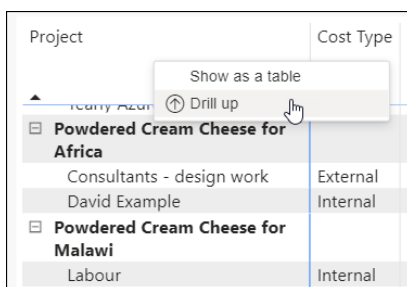 Project Cost Type
Show as a table
Drill up
Powdered Cream Cheese for
Africa
Consultants - design work External
David Example Internal
Powdered Cream Cheese for
Malawi
Labour Internal